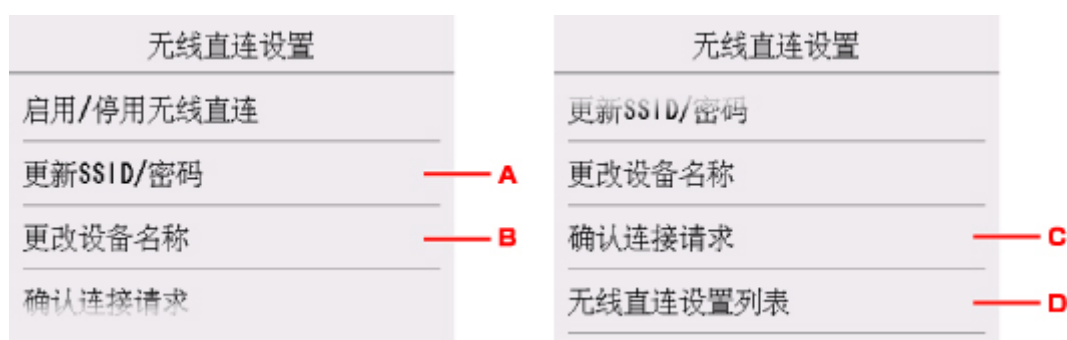 无线直连设置
启用/停用无线直连
更新SSID/密码
A
更改设备名称
B
确认连接请求
无线直连设置
更新SSID/密码
更改设备名称
确认连接请求
C
无线直连设置列表
D